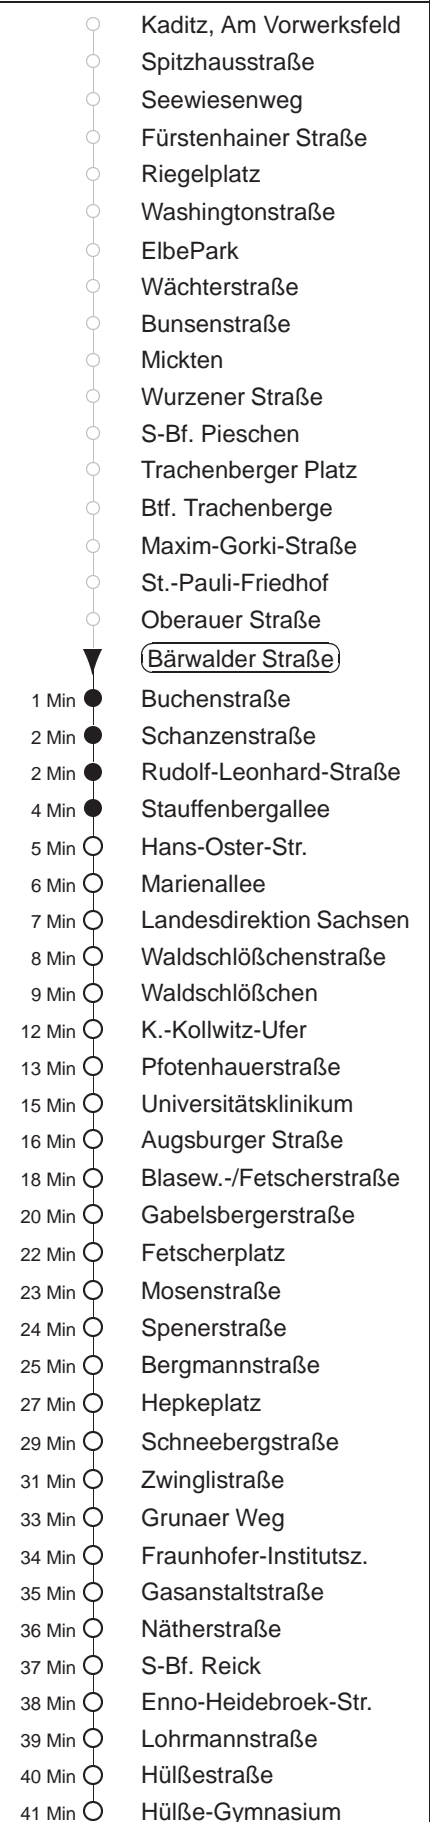 Kaditz, Am Vorwerksfeld
Spitzhausstraße
Seewiesenweg
Fürstenhainer Straße
Riegelplatz
Washingtonstraße
ElbePark
Wächterstraße
Bunsenstraße
Mickten
Wurzener Straße
S-Bf. Pieschen
Trachenberger Platz
Btf. Trachenberge
Maxim-Gorki-Straße
St.-Pauli-Friedhof
Oberauer Straße
Bärwalder Straße
1 Min Buchenstraße
2 Min Schanzenstraße
2 Min Rudolf-Leonhard-Straße
4 Min Stauffenbergallee
5 Min Hans-Oster-Str.
6 Min Marienallee
7 Min Landesdirektion Sachsen
8 Min Waldschlößchenstraße
9 Min Waldschlößchen
12 Min K.-Kollwitz-Ufer
13 Min Pfotenhauerstraße
15 Min Universitätsklinikum
16 Min Augsburger Straße
18 Min Blasew.-/Fetscherstraße
20 Min Gabelsbergerstraße
22 Min Fetscherplatz
23 Min Mosenstraße
24 Min Spenerstraße
25 Min Bergmannstraße
27 Min Hepkeplatz
29 Min Schneebergstraße
31 Min Zwinglistraße
33 Min Grunaer Weg
34 Min Fraunhofer-Institutsz.
35 Min Gasanstaltstraße
36 Min Nätherstraße
37 Min S-Bf. Reick
38 Min Enno-Heidebroek-Str.
39 Min Lohrmannstraße
40 Min Hülßestraße
41 Min Hülße-Gymnasium